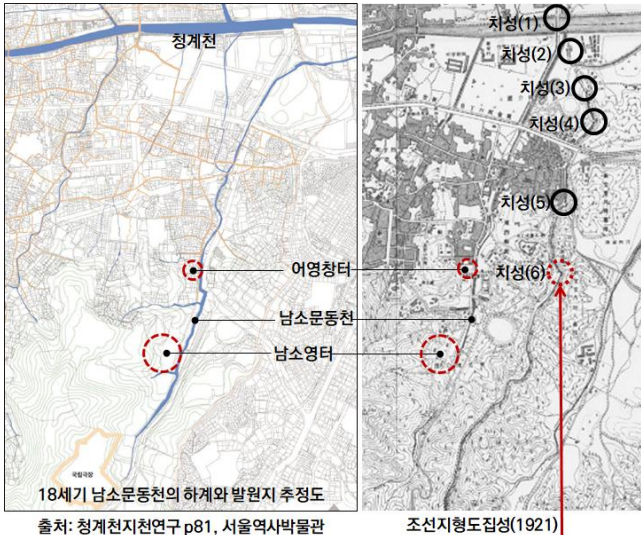 청계천
치성(1)
치성(2)
치성(3)
치성(4)
치성(5)
어영창터
치성(6)
남소문동천
남소영터
국립극장
18세기 남소문동천의 하계와 발원지 추정도
출처: 청계천지천연구 p81, 서울역사박물관
조선지형도집성(1921)